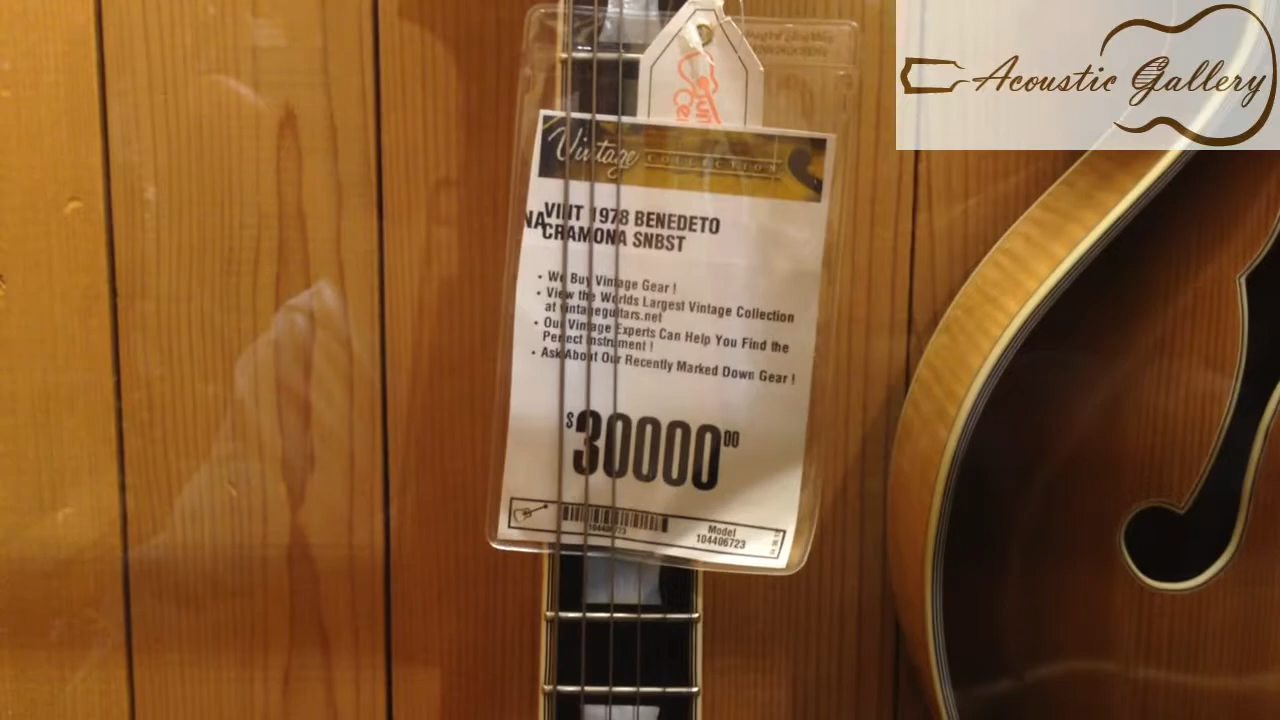 Acoustic Gallery
Vintage
COLLECTION
VINT 1978 BENEDETO
NA
CRAMONA SNBST
• We Buy Vintage Gear !
• View the Worlds Largest Vintage Collection
at vintageguitars.net
• Our Vintage Experts Can Help You Find the
Perfect Instrument !
• Ask About Our Recently Marked Down Gear !
$30000.00
104406723
Model
104406723